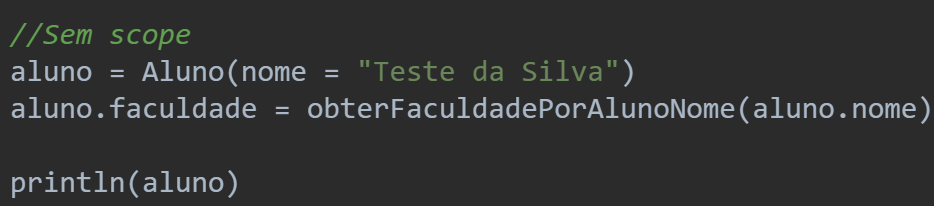 //Sem scope
aluno = Aluno(nome = "Teste da Silva")
aluno.faculdade = obterFaculdadePorAlunoNome(aluno.nome)
println(aluno)